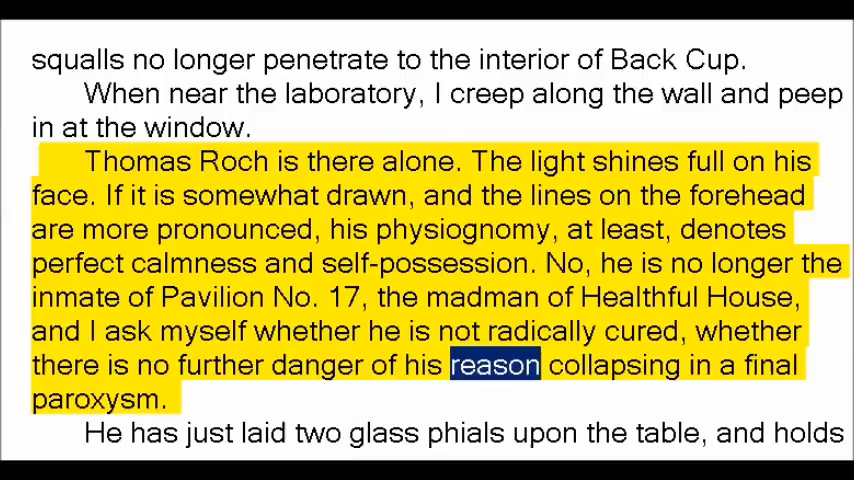 squalls no longer penetrate to the interior of Back Cup.
When near the laboratory, I creep along the wall and peep
in at the window.
Thomas Roch is there alone. The light shines full on his
face. If it is somewhat drawn, and the lines on the forehead
are more pronounced, his physiognomy, at least, denotes
perfect calmness and self-possession. No, he is no longer the
inmate of Pavilion No. 17, the madman of Healthful House,
and I ask myself whether he is not radically cured, whether
there is no further danger of his reason collapsing in a final
paroxysm.
He has just laid two glass phials upon the table, and holds